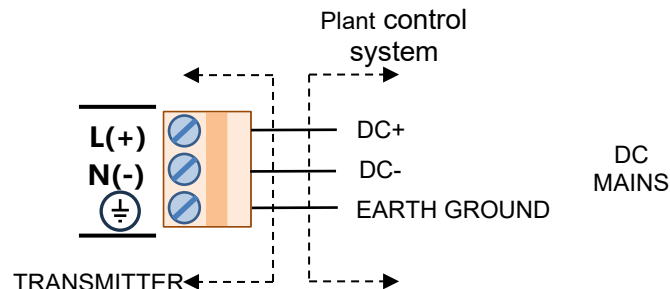 Plant control
system
L(+)
DC+
N(-)
DC-
DC
MAINS
EARTH GROUND
TRANSMITTER